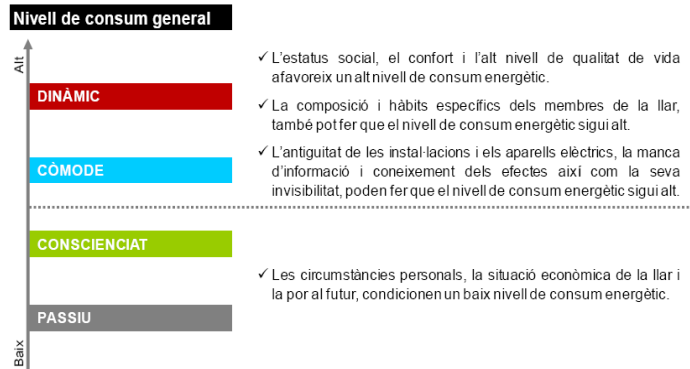 Nivell de consum general
Alt
✓ L'estatus social, el confort i l'alt nivell de qualitat de vida
afavoreix un alt nivell de consum energètic.
DINÀMIC
✓ La composició i hàbits específics dels membres de la llar,
també pot fer que el nivell de consum energètic sigui alt.
✓ L'antiguitat de les instal·lacions i els aparells elèctrics, la manca
d'informació i coneixement dels efectes així com la seva
invisibilitat, poden fer que el nivell de consum energètic sigui alt.
CÒMODE
CONSCIENCIAT
✓ Les circumstàncies personals, la situació econòmica de la llar i
la por al futur, condicionen un baix nivell de consum energètic.
PASSIU
Baix